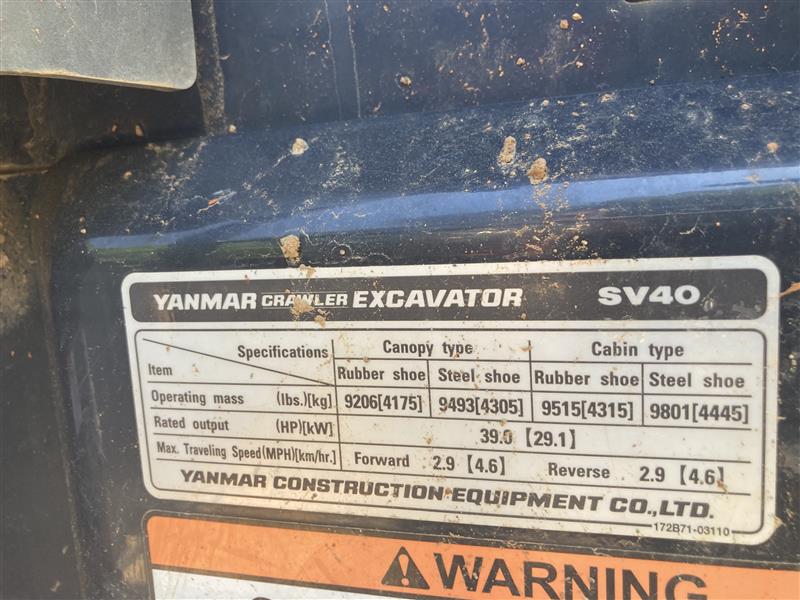 YANMAR CRAWLER EXCAVATOR SV40
Specifications Canopy type Cabin type
Item Rubber shoe Steel shoe Rubber shoe Steel shoe
Operating mass (lbs.)[kg] 9206[4175] 9493[4305] 9515[4315] 9801[4445]
Rated output (HP)[kW] 39.0 [29.1]
Max. Traveling Speed(MPH)[km/hr.] Forward 2.9 [4.6] Reverse 2.9 [4.6]
YANMAR CONSTRUCTION EQUIPMENT CO.,LTD.
172B71-03110
WARNING